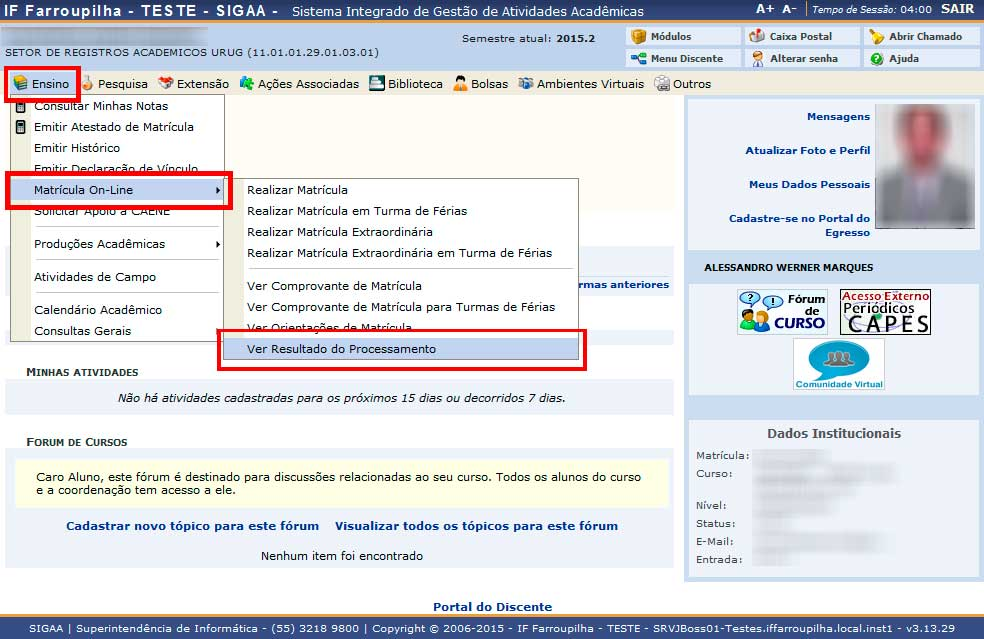 IF Farroupilha - TESTE - SIGAA - Sistema Integrado de Gestão de Atividades Acadêmicas
A+ A- Tempo de Sessão: 04:00 SAIR
SETOR DE REGISTROS ACADEMICOS URUG (11.01.01.29.01.03.01)
Semestre atual: 2015.2
Módulos Caixa Postal Abrir Chamado
Menu Discente Alterar senha Ajuda
Ensino Pesquisa Extensão Ações Associadas Biblioteca Bolsas Ambientes Virtuais Outros
Consultar Minhas Notas
Emitir Atestado de Matrícula
Emitir Histórico
Emitir Declaração de Vínculo
Matrícula On-Line
Solicitar Apoio a CAENE
Produções Acadêmicas
Atividades de Campo
Calendário Acadêmico
Consultas Gerais
Realizar Matrícula
Realizar Matrícula em Turma de Férias
Realizar Matrícula Extraordinária
Realizar Matrícula Extraordinária em Turma de Férias
Ver Comprovante de Matrícula
Ver Comprovante de Matrícula para Turmas de Férias
Ver Orientações de Matrícula
Ver Resultado do Processamento
rmas anteriores
MINHAS ATIVIDADES
Não há atividades cadastradas para os próximos 15 dias ou decorridos 7 dias.
FORUM DE CURSOS
Caro Aluno, este fórum é destinado para discussões relacionadas ao seu curso. Todos os alunos do curso
e a coordenação tem acesso a ele.
Cadastrar novo tópico para este fórum Visualizar todos os tópicos para este fórum
Nenhum item foi encontrado
Mensagens
Atualizar Foto e Perfil
Meus Dados Pessoais
Cadastre-se no Portal do
Egresso
ALESSANDRO WERNER MARQUES
Fórum
de
CURSO
Acesso Externo
Periódicos
CAPES
Comunidade Virtual
Dados Institucionais
Matrícula:
Curso:
Nível:
Status:
E-Mail:
Entrada:
Portal do Discente
SIGAA | Superintendência de Informática - (55) 3218 9800 | Copyright © 2006-2015 - IF Farroupilha - TESTE - SRVJBoss01-Testes.iffarroupilha.local.inst1 - v3.13.29